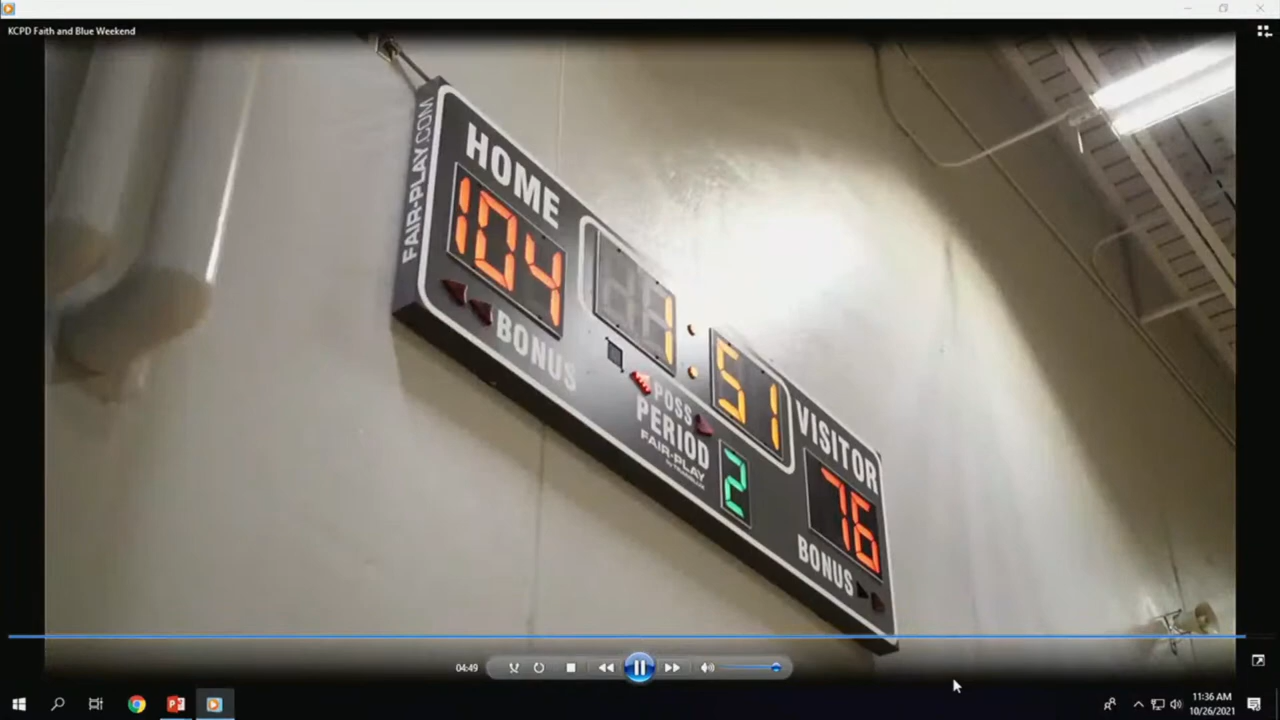 KCPD Faith and Blue Weekend
FAIR-PLAY.COM
HOME
104
BONUS
1:51
POSS
PERIOD
2
FAIR-PLAY
VISITOR
76
BONUS
04:49
11:36 AM
10/26/2021